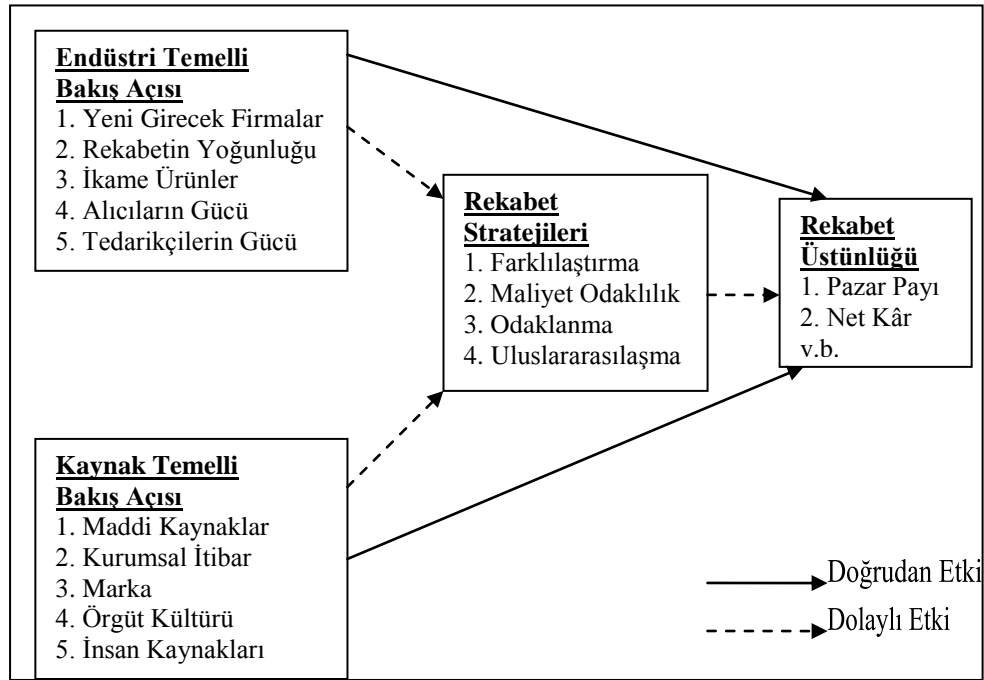 Endüstri Temelli
Bakış Açısı
1. Yeni Girecek Firmalar
2. Rekabetin Yoğunluğu
3. İkame Ürünler
4. Alıcıların Gücü
5. Tedarikçilerin Gücü
Rekabet
Stratejileri
1. Farklılaştırma
2. Maliyet Odaklılık
3. Odaklanma
4. Uluslararasılaşma
Rekabet
Üstünlüğü
1. Pazar Payı
2. Net Kâr
v.b.
Kaynak Temelli
Bakış Açısı
1. Maddi Kaynaklar
2. Kurumsal İtibar
3. Marka
4. Örgüt Kültürü
5. İnsan Kaynakları
Doğrudan Etki
Dolaylı Etki